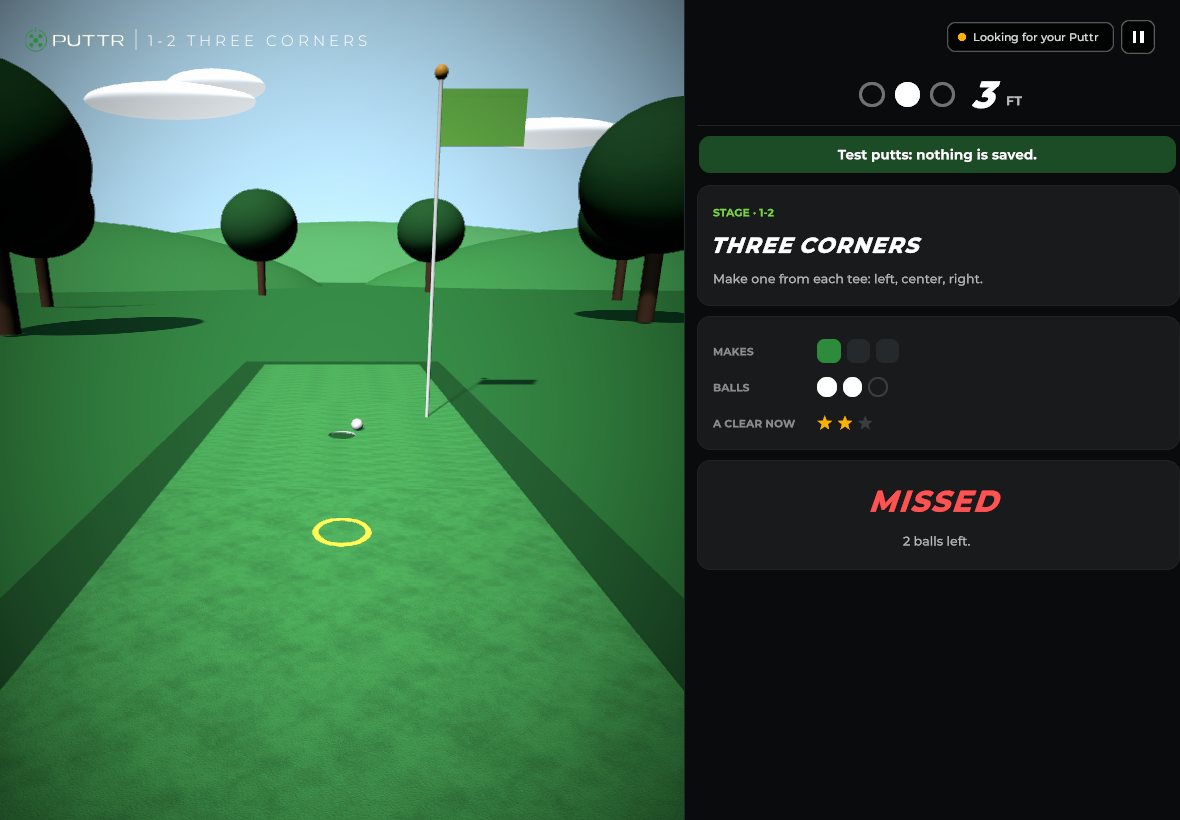 PUTTR | 1-2 THREE CORNERS
Looking for your Puttr
3 FT
Test putts: nothing is saved.
STAGE · 1-2
THREE CORNERS
Make one from each tee: left, center, right.
MAKES
BALLS
A CLEAR NOW
MISSED
2 balls left.